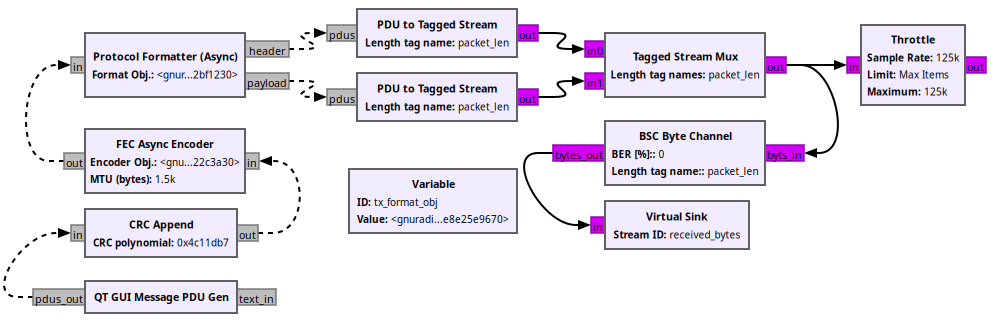 Protocol Formatter (Async)
Format Obj.: <gnur...2bf1230>
in
header
payload
PDU to Tagged Stream
Length tag name: packet_len
pdus
out
PDU to Tagged Stream
Length tag name: packet_len
pdus
out
Tagged Stream Mux
Length tag names: packet_len
in0
in1
out
Throttle
Sample Rate: 125k
Limit: Max Items
Maximum: 125k
in
out
FEC Async Encoder
Encoder Obj.: <gnu...22c3a30>
MTU (bytes): 1.5k
out
in
BSC Byte Channel
BER [%]:: 0
Length tag name:: packet_len
bytes_out
byts_in
Variable
ID: tx_format_obj
Value: <gnuradi...e8e25e9670>
CRC Append
CRC polynomial: 0x4c11db7
in
out
Virtual Sink
Stream ID: received_bytes
in
QT GUI Message PDU Gen
pdus_out
text_in